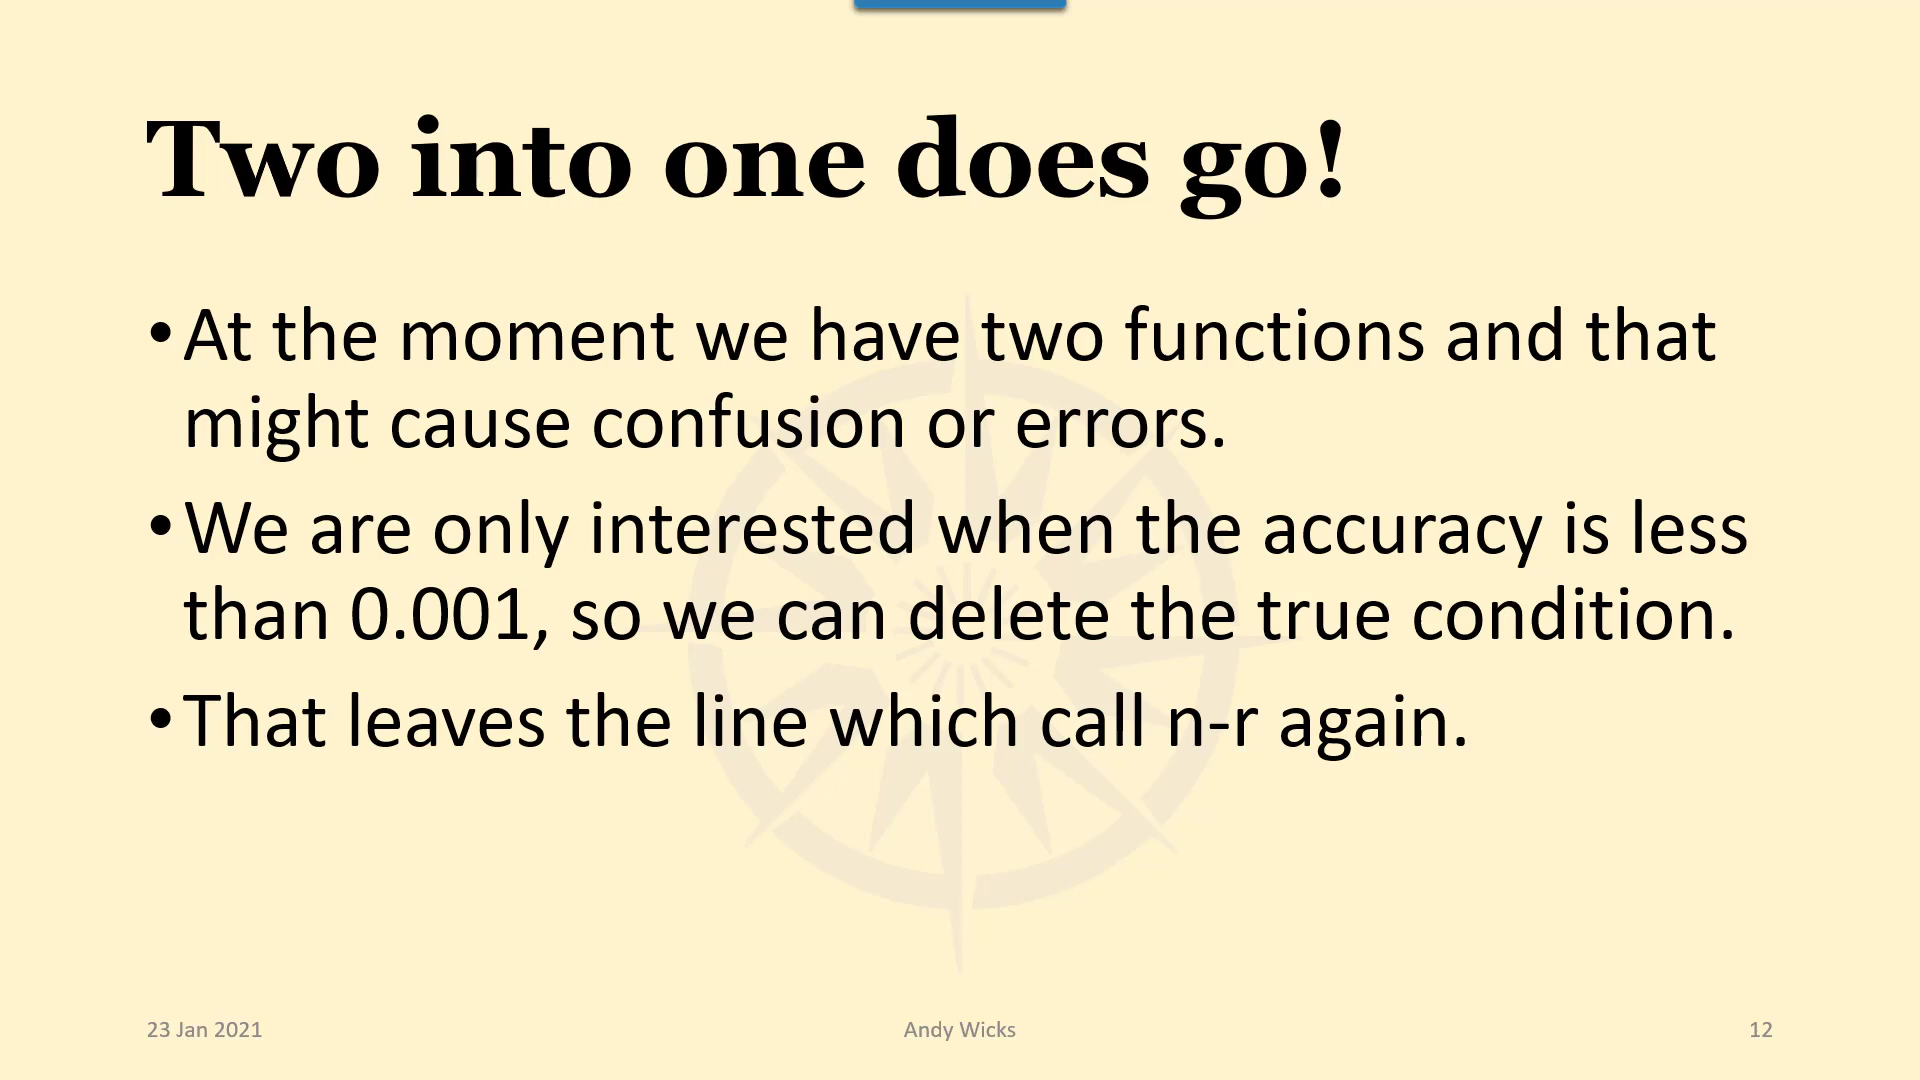 Two into one does go!
•At the moment we have two functions and that
might cause confusion or errors.
•We are only interested when the accuracy is less
than 0.001, so we can delete the true condition.
•That leaves the line which call n-r again.
23 Jan 2021
Andy Wicks
12